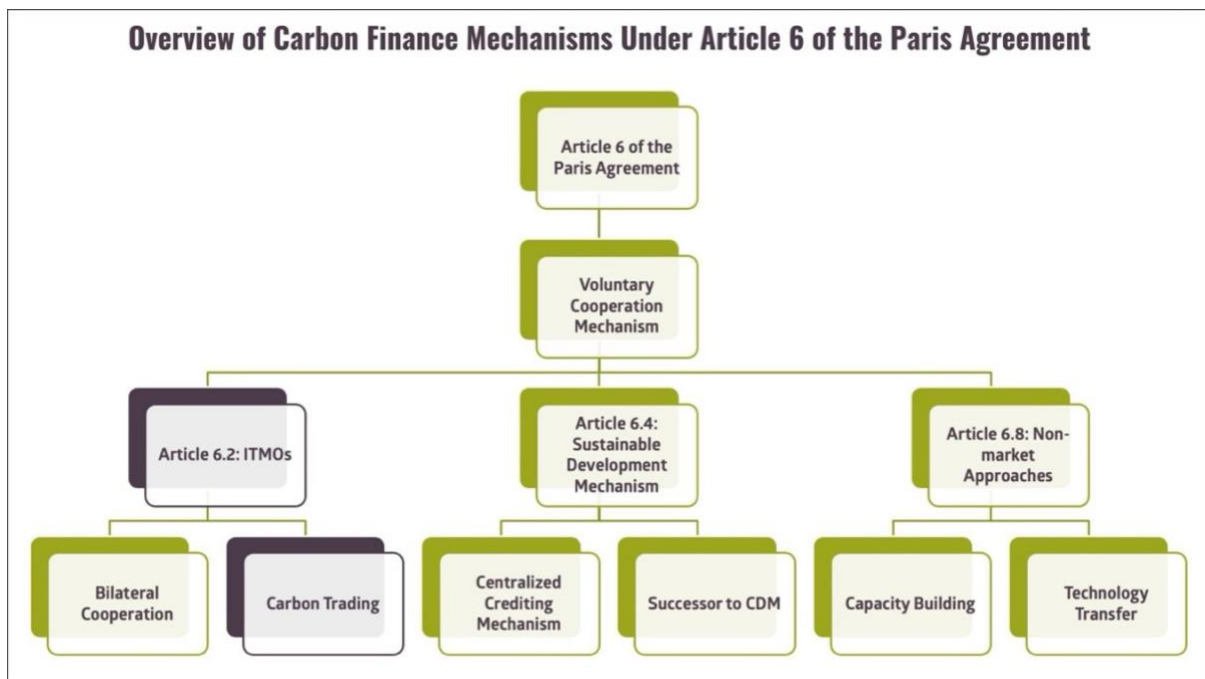 Overview of Carbon Finance Mechanisms Under Article 6 of the Paris Agreement
Article 6 of the
Paris Agreement
Voluntary
Cooperation
Mechanism
Article 6.2: ITMOs
Article 6.4:
Sustainable
Development
Mechanism
Article 6.8: Non-
market
Approaches
Bilateral
Cooperation
Carbon Trading
Centralized
Crediting
Mechanism
Successor to CDM
Capacity Building
Technology
Transfer